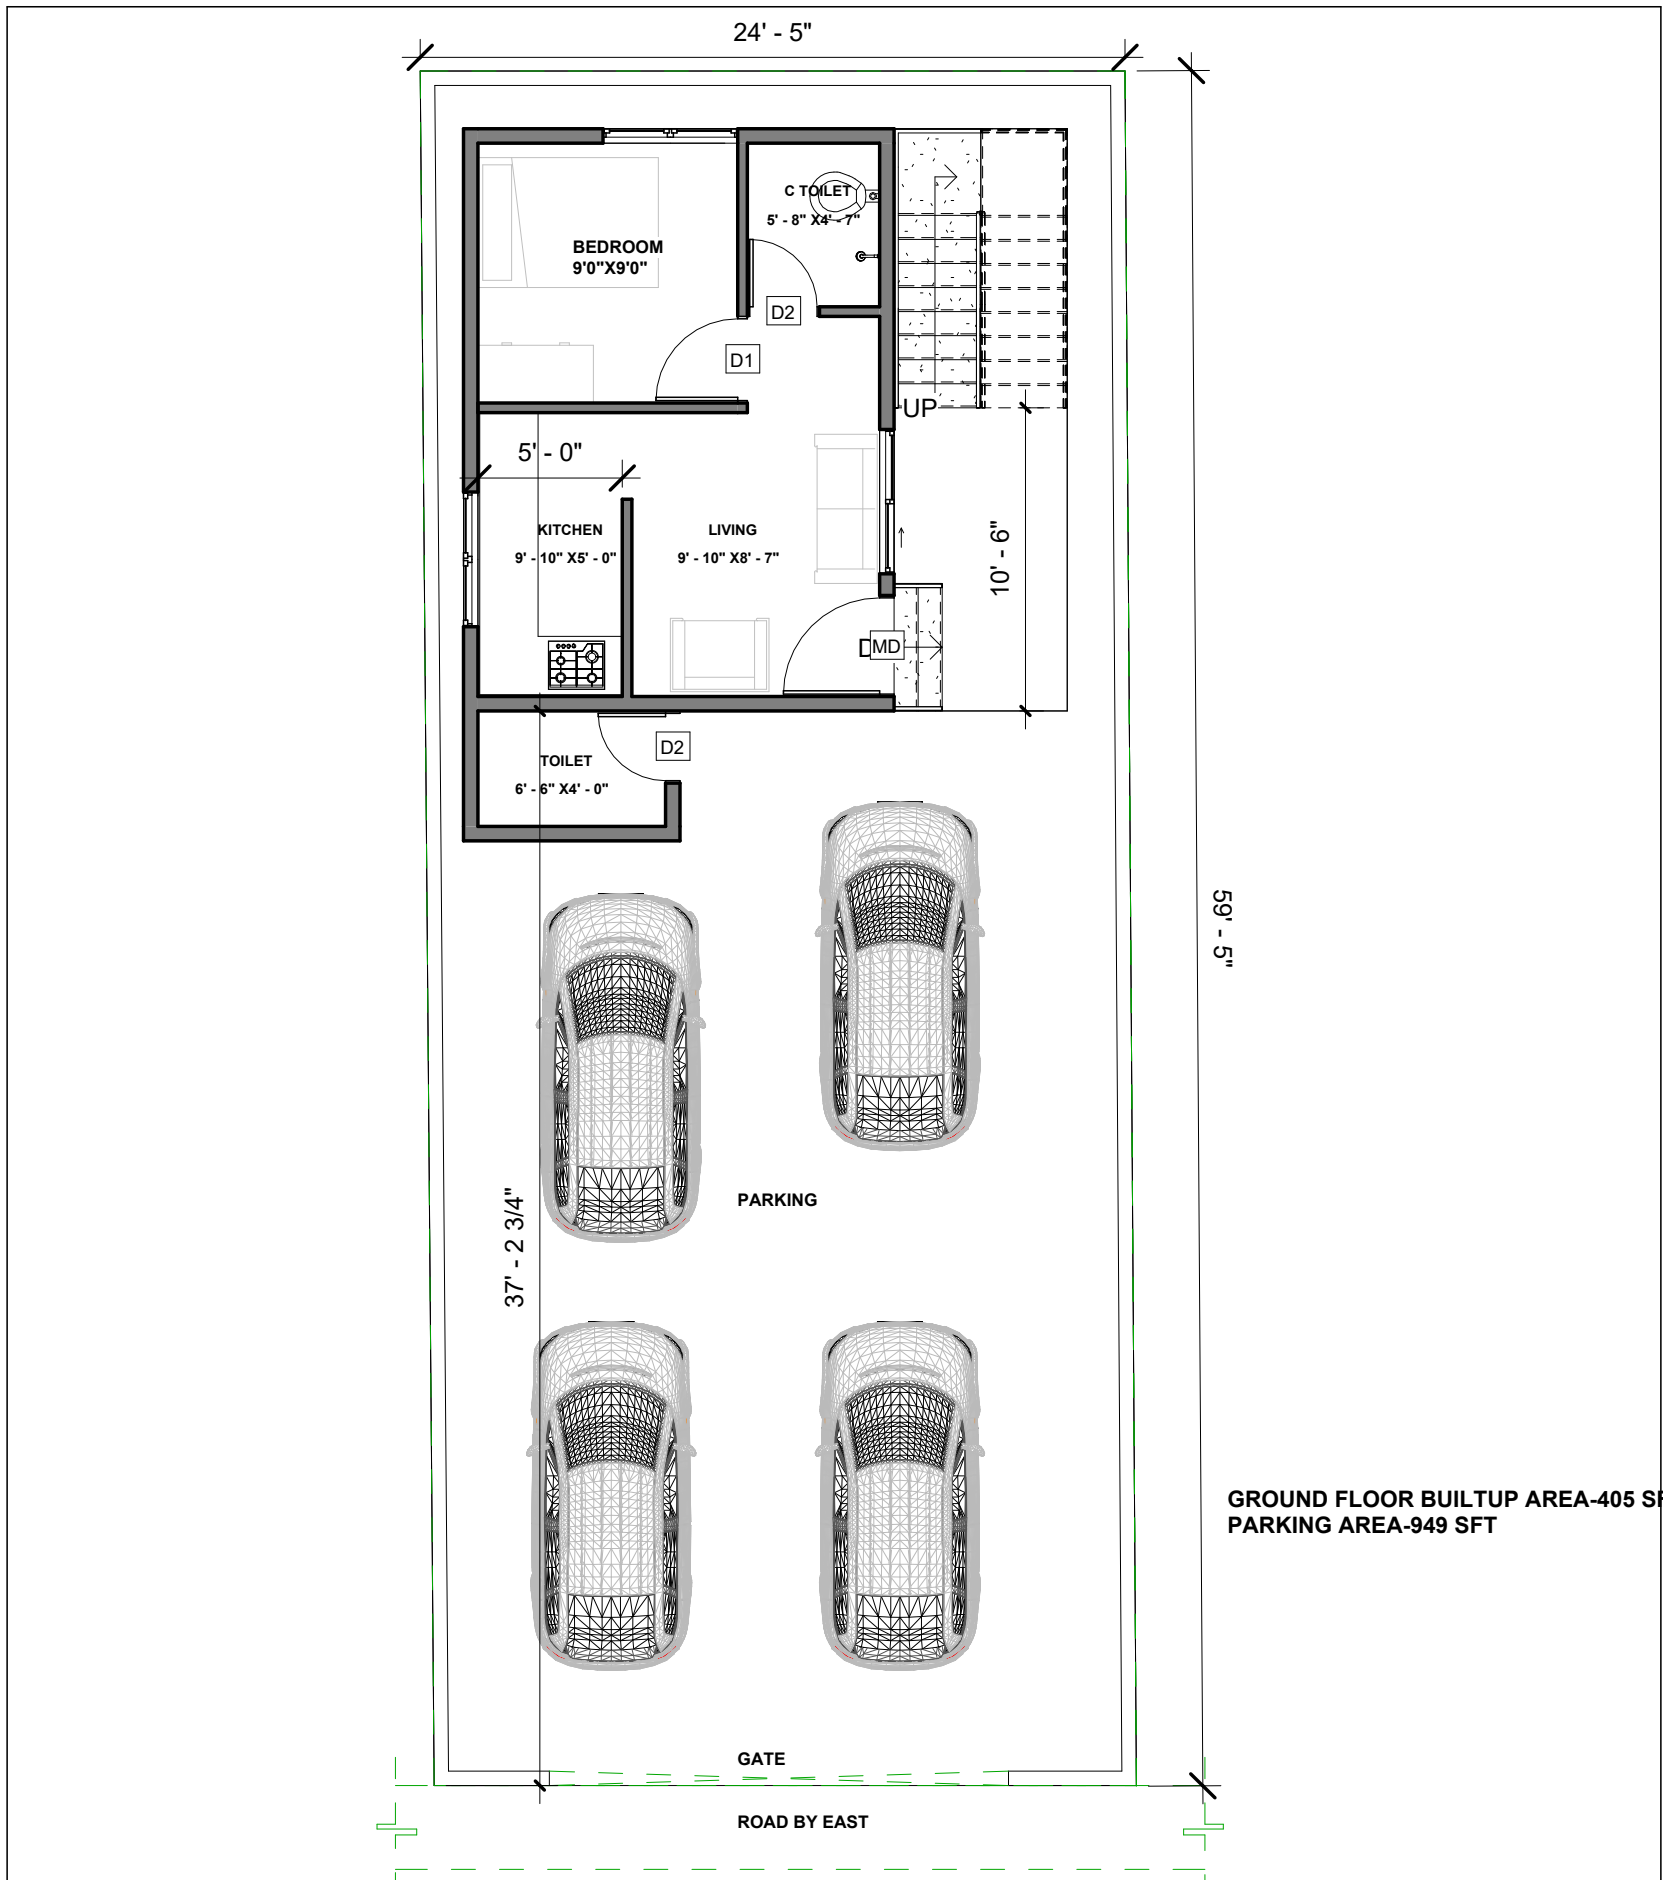 24' - 5"
C TOILET
5' - 8" X4' - 7"
BEDROOM
9'0"X9'0"
D2
D1
UP
5' - 0"
KITCHEN
9' - 10" X5' - 0"
LIVING
9' - 10" X8' - 7"
10' - 6"
MD
D2
TOILET
6' - 6" X4' - 0"
59' - 5"
PARKING
37' - 2 3/4"
GROUND FLOOR BUILTUP AREA-405 SF
PARKING AREA-949 SFT
GATE
ROAD BY EAST